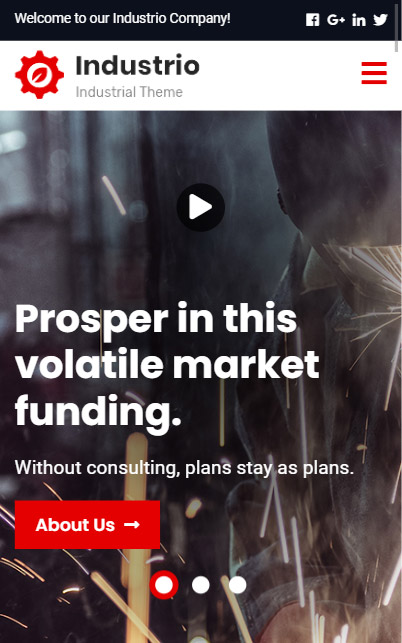 Welcome to our Industrio Company!
Industrio
Industrial Theme
Prosper in this
volatile market
funding.
Without consulting, plans stay as plans.
About Us